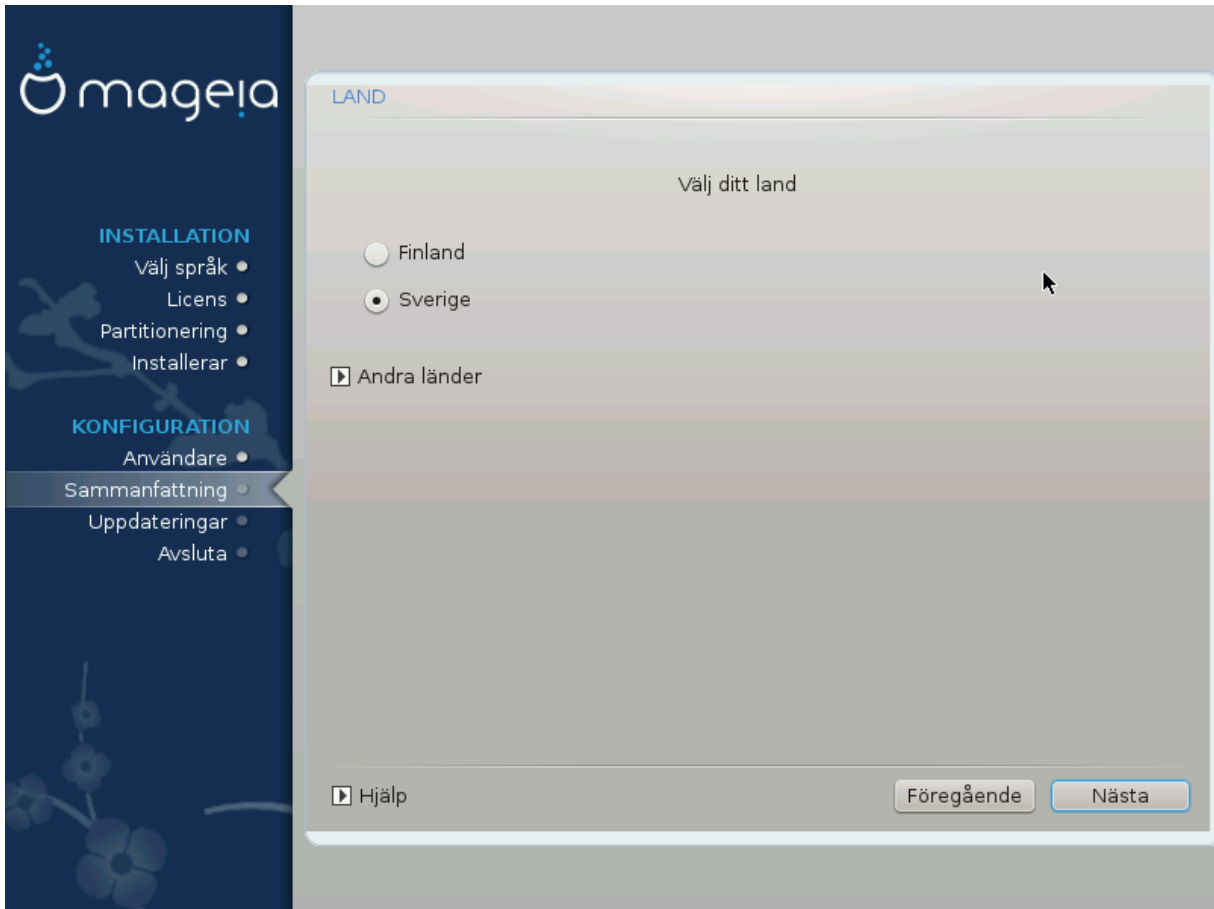 mageia
INSTALLATION
Välj språk
Licens
Partitionering
Installerar
KONFIGURATION
Användare
Sammanfattning
Uppdateringar
Avsluta
LAND
Välj ditt land
Finland
Sverige
Andra länder
Hjälp
Föregående
Nästa